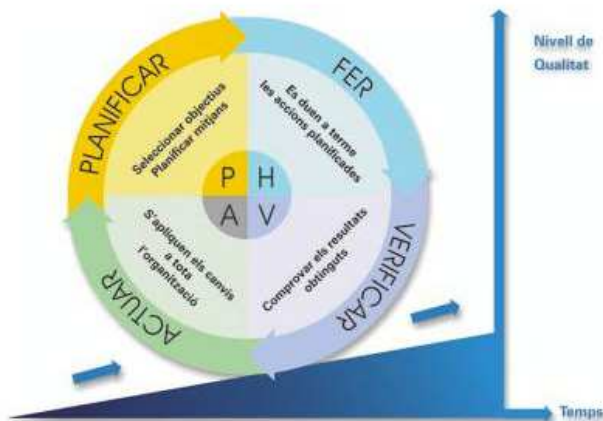 Nivell de
Qualitat
PLANIFICAR
FER
Seleccionar objectius
Planificar mitjans
Es duen a terme
les accions planificades
P H
A V
S'apliquen els canvis
a tota
l'organització
Comprovar els resultats
obtinguts
ACTUAR
VERIFICAR
Temps